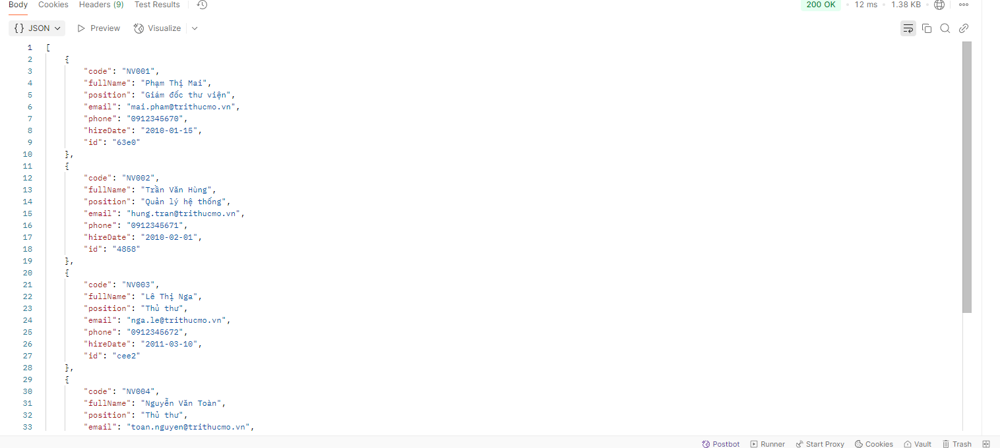 Body Cookies Headers (9) Test Results 200 OK • 12 ms • 1.38 KB •
{} JSON Preview Visualize
1 [
2 {
3 "code": "NV001",
4 "fullName": "Phạm Thị Mai",
5 "position": "Giám đốc thư viện",
6 "email": "mai.pham@trithucmo.vn",
7 "phone": "0912345670",
8 "hireDate": "2010-01-15",
9 "id": "63e0"
10 },
11 {
12 "code": "NV002",
13 "fullName": "Trần Văn Hùng",
14 "position": "Quản lý hệ thống",
15 "email": "hung.tran@trithucmo.vn",
16 "phone": "0912345671",
17 "hireDate": "2010-02-01",
18 "id": "4858"
19 },
20 {
21 "code": "NV003",
22 "fullName": "Lê Thị Nga",
23 "position": "Thủ thư",
24 "email": "nga.le@trithucmo.vn",
25 "phone": "0912345672",
26 "hireDate": "2011-03-10",
27 "id": "cee2"
28 },
29 {
30 "code": "NV004",
31 "fullName": "Nguyễn Văn Toàn",
32 "position": "Thủ thư",
33 "email": "toan.nguyen@trithucmo.vn",
Postbot Runner Start Proxy Cookies Vault Trash